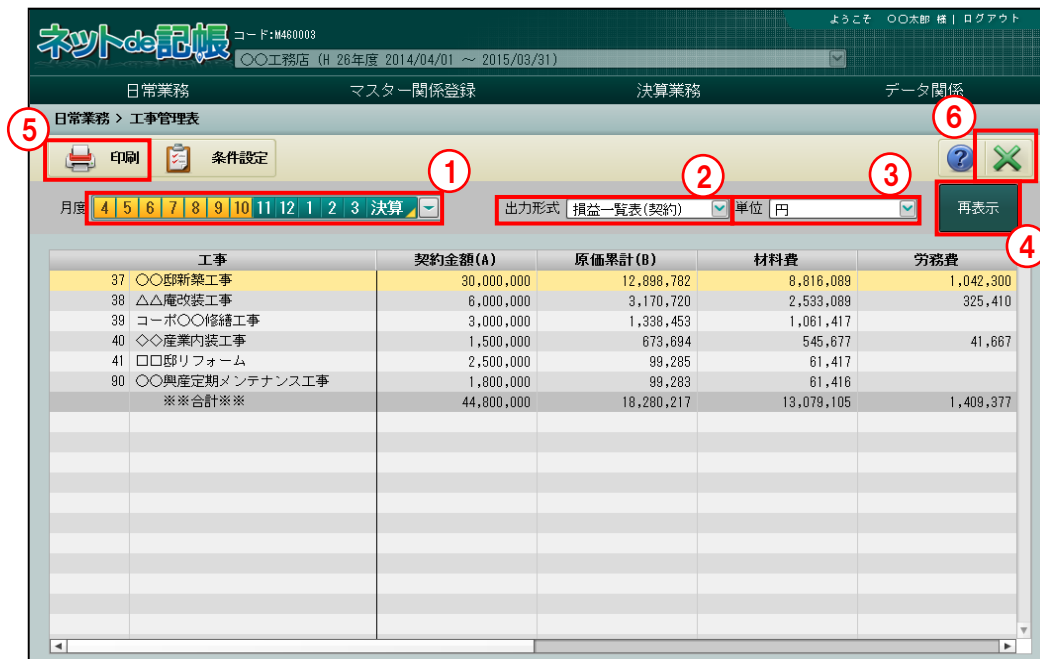 ようこそ 〇〇太郎 様 | ログアウト
ネットde記帳 コード:M460003
〇〇工務店 (H 26年度 2014/04/01 ～ 2015/03/31)
日常業務 マスター関係登録 決算業務 データ関係
日常業務 > 工事管理表
⑤ ⑥
印刷 条件設定 ?
① ② ③
月度 4 5 6 7 8 9 10 11 12 1 2 3 決算 出力形式 損益一覧表(契約) 単位 円 再表示
④
工事 契約金額(A) 原価累計(B) 材料費 労務費
37 〇〇邸新築工事 30,000,000 12,898,782 8,816,089 1,042,300
38 △△庵改装工事 6,000,000 3,170,720 2,533,089 325,410
39 コーポ〇〇修繕工事 3,000,000 1,338,453 1,061,417
40 ◇◇産業内装工事 1,500,000 673,694 545,677 41,667
41 □□邸リフォーム 2,500,000 99,285 61,417
90 〇〇興産定期メンテナンス工事 1,800,000 99,283 61,416
※※合計※※ 44,800,000 18,280,217 13,079,105 1,409,377